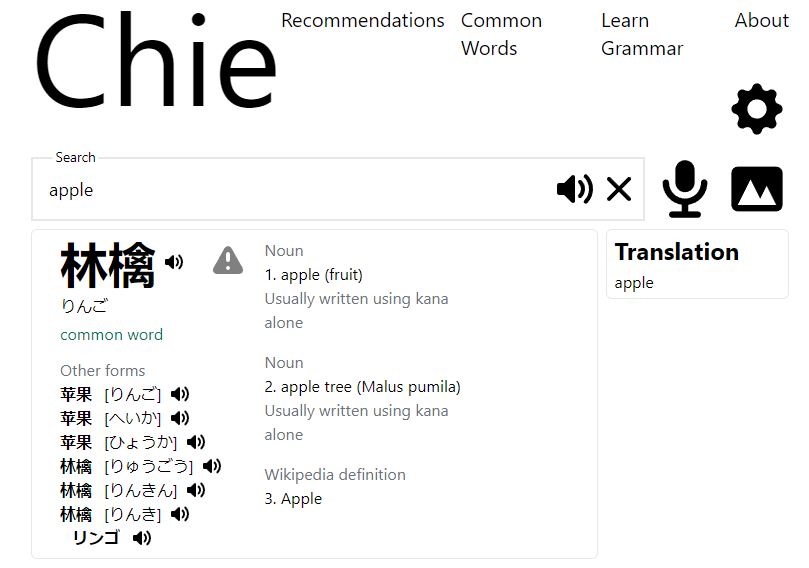 Chie
Recommendations
Common
Words
Learn
Grammar
About
Search
apple
林檎
りんご
common word
Other forms
苹果 [りんご]
苹果 [へいか]
苹果 [ひょうか]
林檎 [りゅうごう]
林檎 [りんきん]
林檎 [りんき]
リンゴ
Noun
1. apple (fruit)
Usually written using kana
alone
Noun
2. apple tree (Malus pumila)
Usually written using kana
alone
Wikipedia definition
3. Apple
Translation
apple